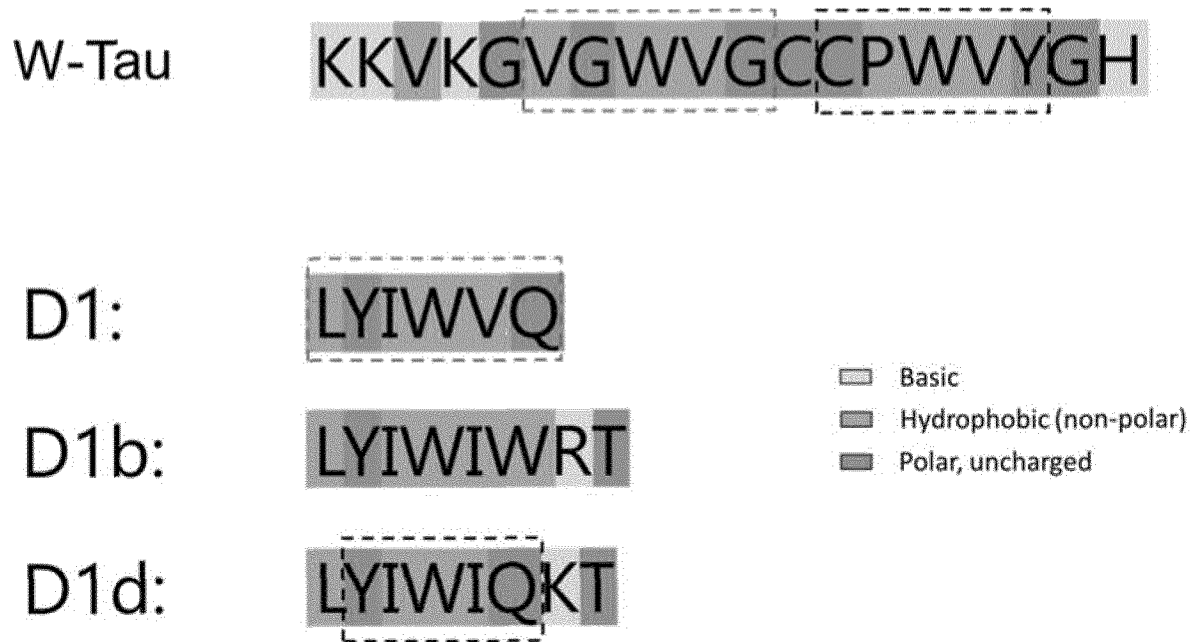 W-Tau KKVKGVGWVGCCPWVYGH
D1: LYIWVQ
Basic
D1b: LYIWIWRT
Hydrophobic (non-polar)
Polar, uncharged
D1d: LYIWIQKT